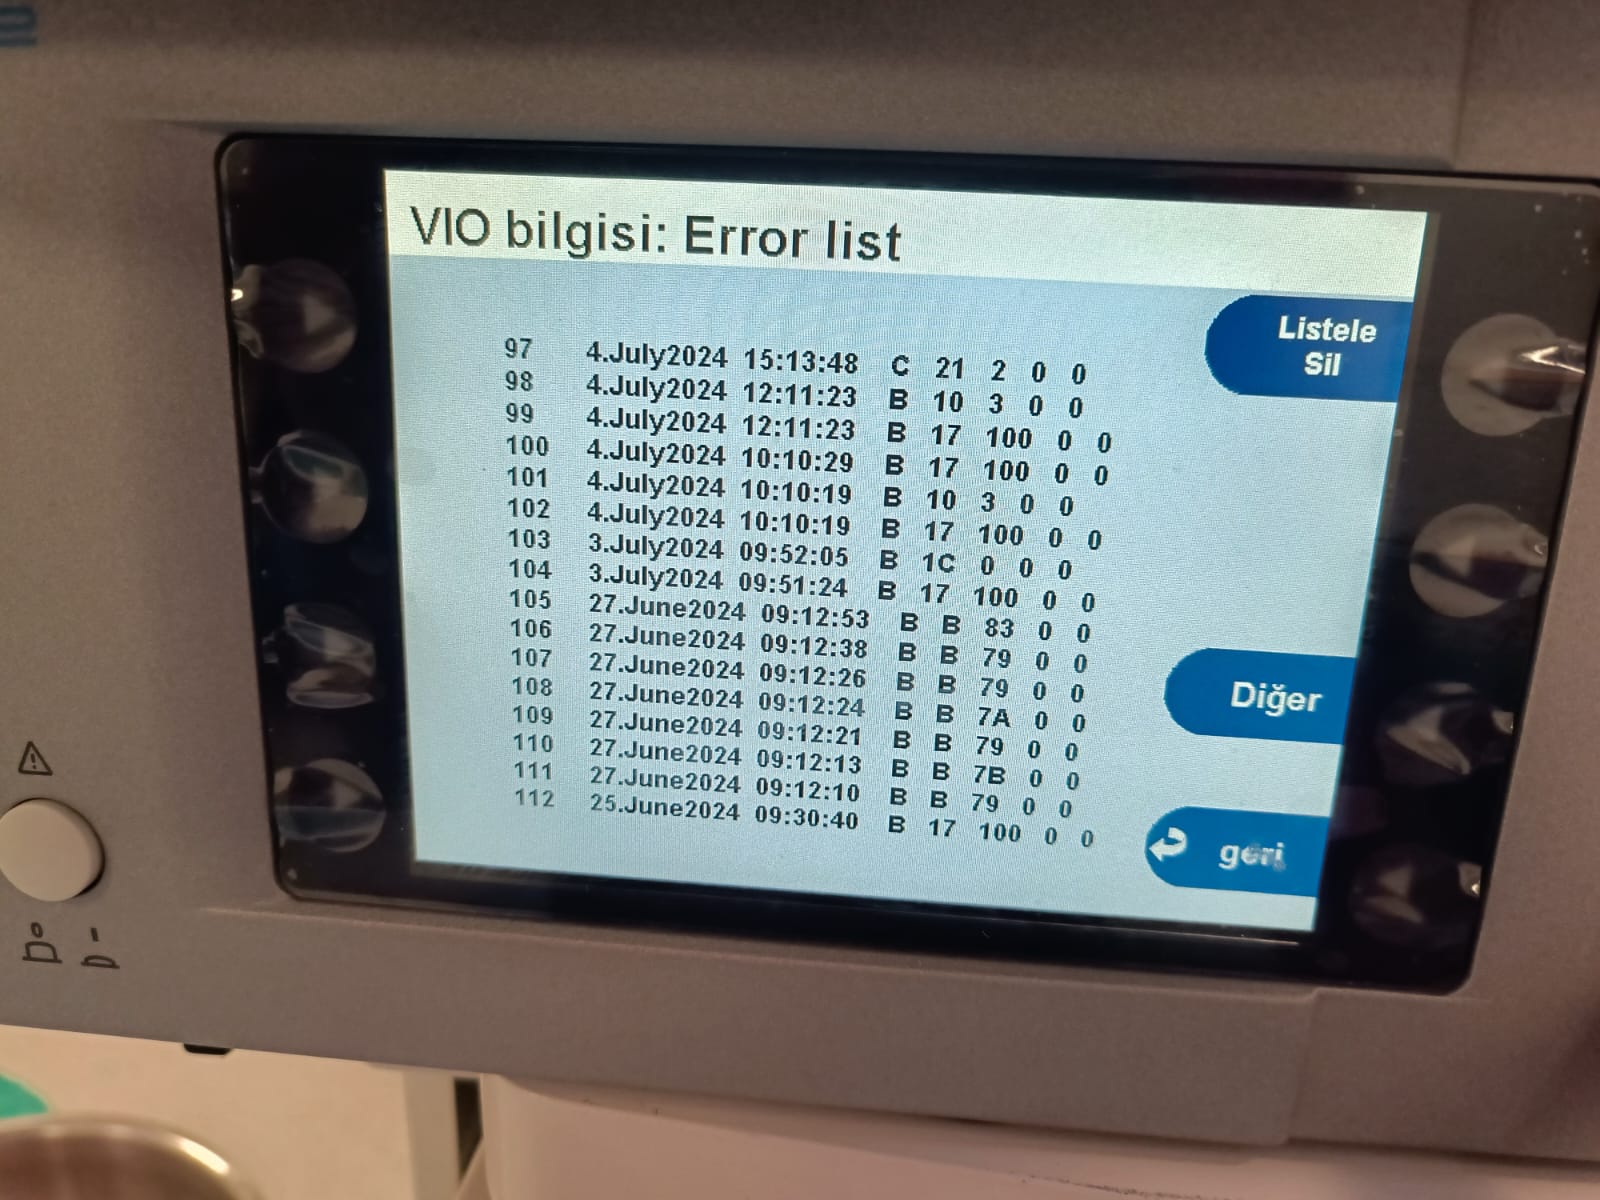 VIO bilgisi: Error list
97 4.July2024 15:13:48 C 21 2 0 0
98 4.July2024 12:11:23 B 10 3 0 0
99 4.July2024 12:11:23 B 17 100 0 0
100 4.July2024 10:10:29 B 17 100 0 0
101 4.July2024 10:10:19 B 10 3 0 0
102 4.July2024 10:10:19 B 17 100 0 0
103 3.July2024 09:52:05 B 1C 0 0 0
104 3.July2024 09:51:24 B 17 100 0 0
105 27.June2024 09:12:53 B B 83 0 0
106 27.June2024 09:12:38 B B 79 0 0
107 27.June2024 09:12:26 B B 79 0 0
108 27.June2024 09:12:24 B B 7A 0 0
109 27.June2024 09:12:21 B B 79 0 0
110 27.June2024 09:12:13 B B 7B 0 0
111 27.June2024 09:12:10 B B 79 0 0
112 25.June2024 09:30:40 B 17 100 0 0
Listele
Sil
Diğer
geri